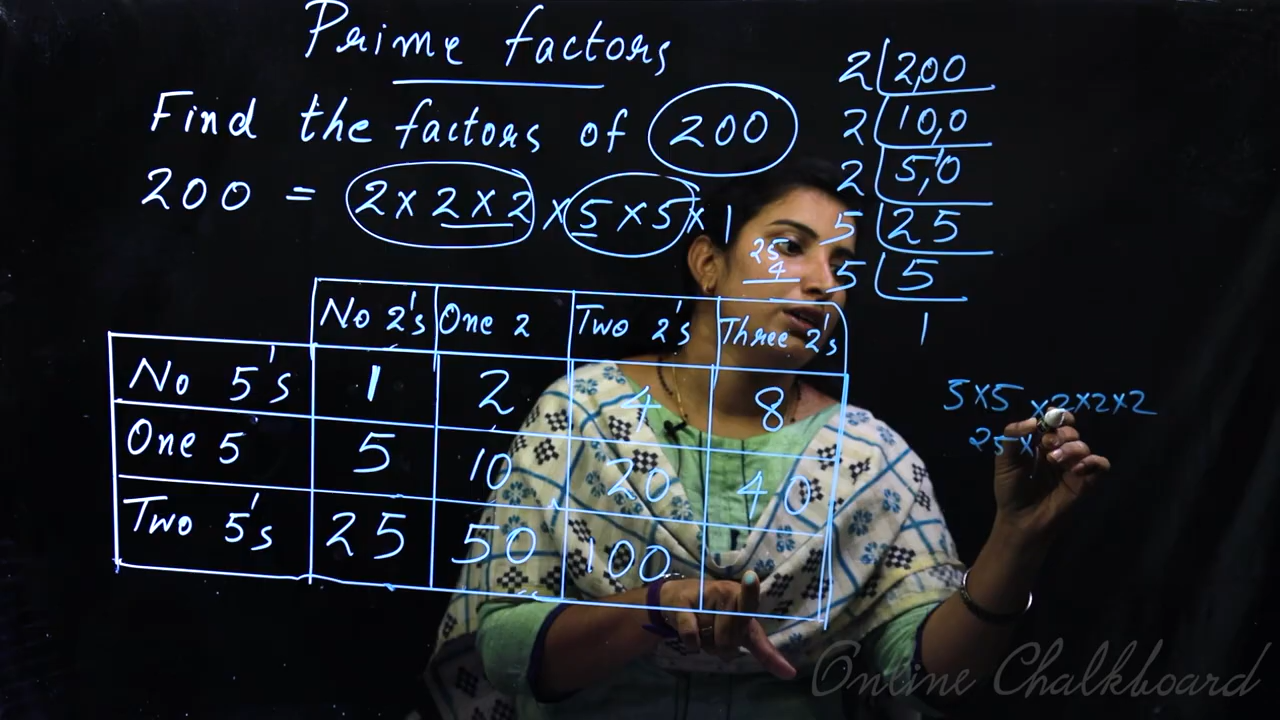 Prime factors
Find the factors of 200
200 = 2 × 2 × 2 × 5 × 5 × 1
2 | 200
2 | 100
2 | 50
5 | 25
5 | 5
1
25
4
No 2's One 2 Two 2's Three 2's
No 5's 1 2 4 8
One 5 5 10 20 40
Two 5's 25 50 100
5×5 ×2×2×2
25×
Online Chalkboard